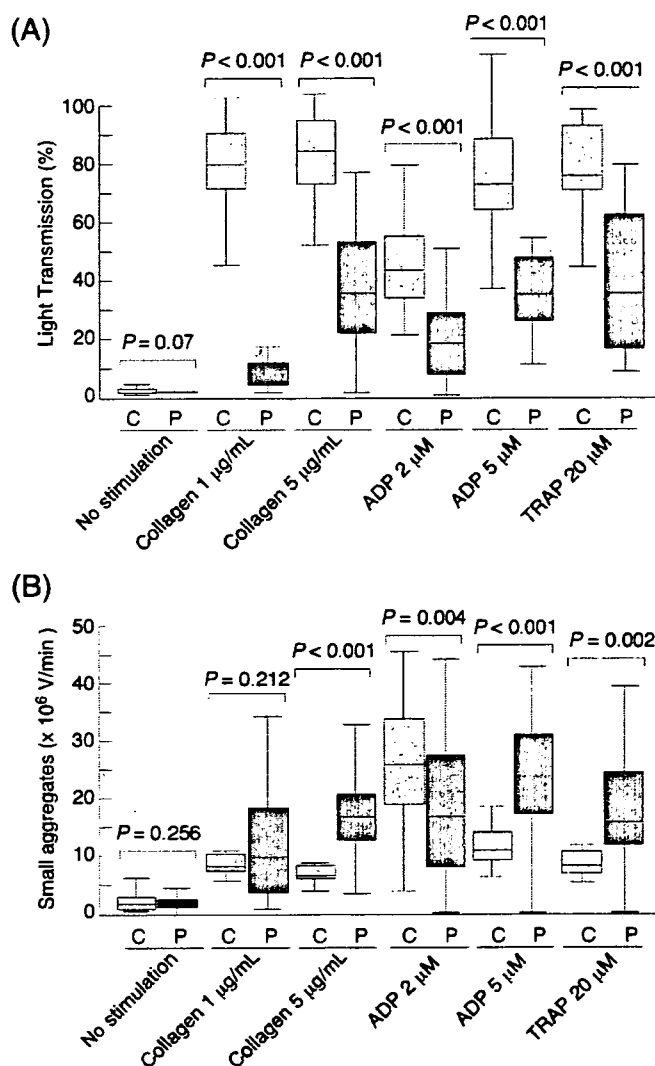 (A)
P < 0.001
P < 0.001 P < 0.001
P < 0.001
P < 0.001
P = 0.07
Light Transmission (%)
100
80
60
40
20
0
C P C P C P C P C P C P
No stimulation
Collagen 1 µg/mL
Collagen 5 µg/mL
ADP 2 µM
ADP 5 µM
TRAP 20 µM
(B)
P = 0.004
P < 0.001 P < 0.001 P = 0.002
P = 0.212
P = 0.256
Small aggregates (x 10⁶ V/min )
50
40
30
20
10
0
C P C P C P C P C P C P
No stimulation
Collagen 1 µg/mL
Collagen 5 µg/mL
ADP 2 µM
ADP 5 µM
TRAP 20 µM